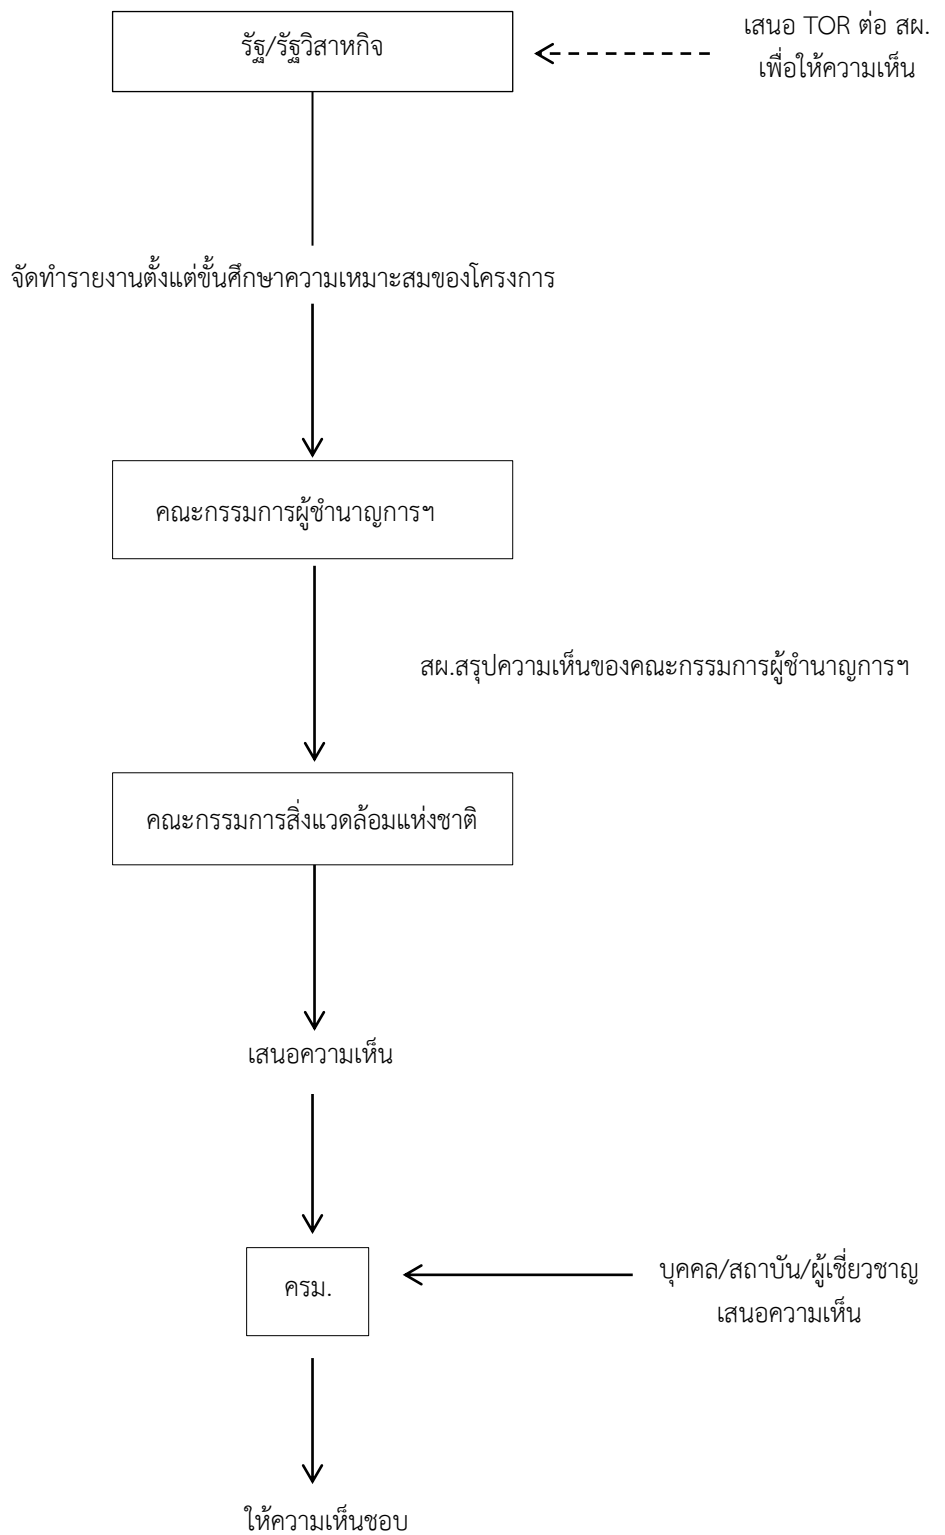 เสนอ TOR ต่อ สผ.
เพื่อให้ความเห็น
รัฐ/รัฐวิสาหกิจ
จัดทำรายงานตั้งแต่ขั้นศึกษาความเหมาะสมของโครงการ
คณะกรรมการผู้ชำนาญการฯ
สผ.สรุปความเห็นของคณะกรรมการผู้ชำนาญการฯ
คณะกรรมการสิ่งแวดล้อมแห่งชาติ
เสนอความเห็น
ครม.
บุคคล/สถาบัน/ผู้เชี่ยวชาญ
เสนอความเห็น
ให้ความเห็นชอบ